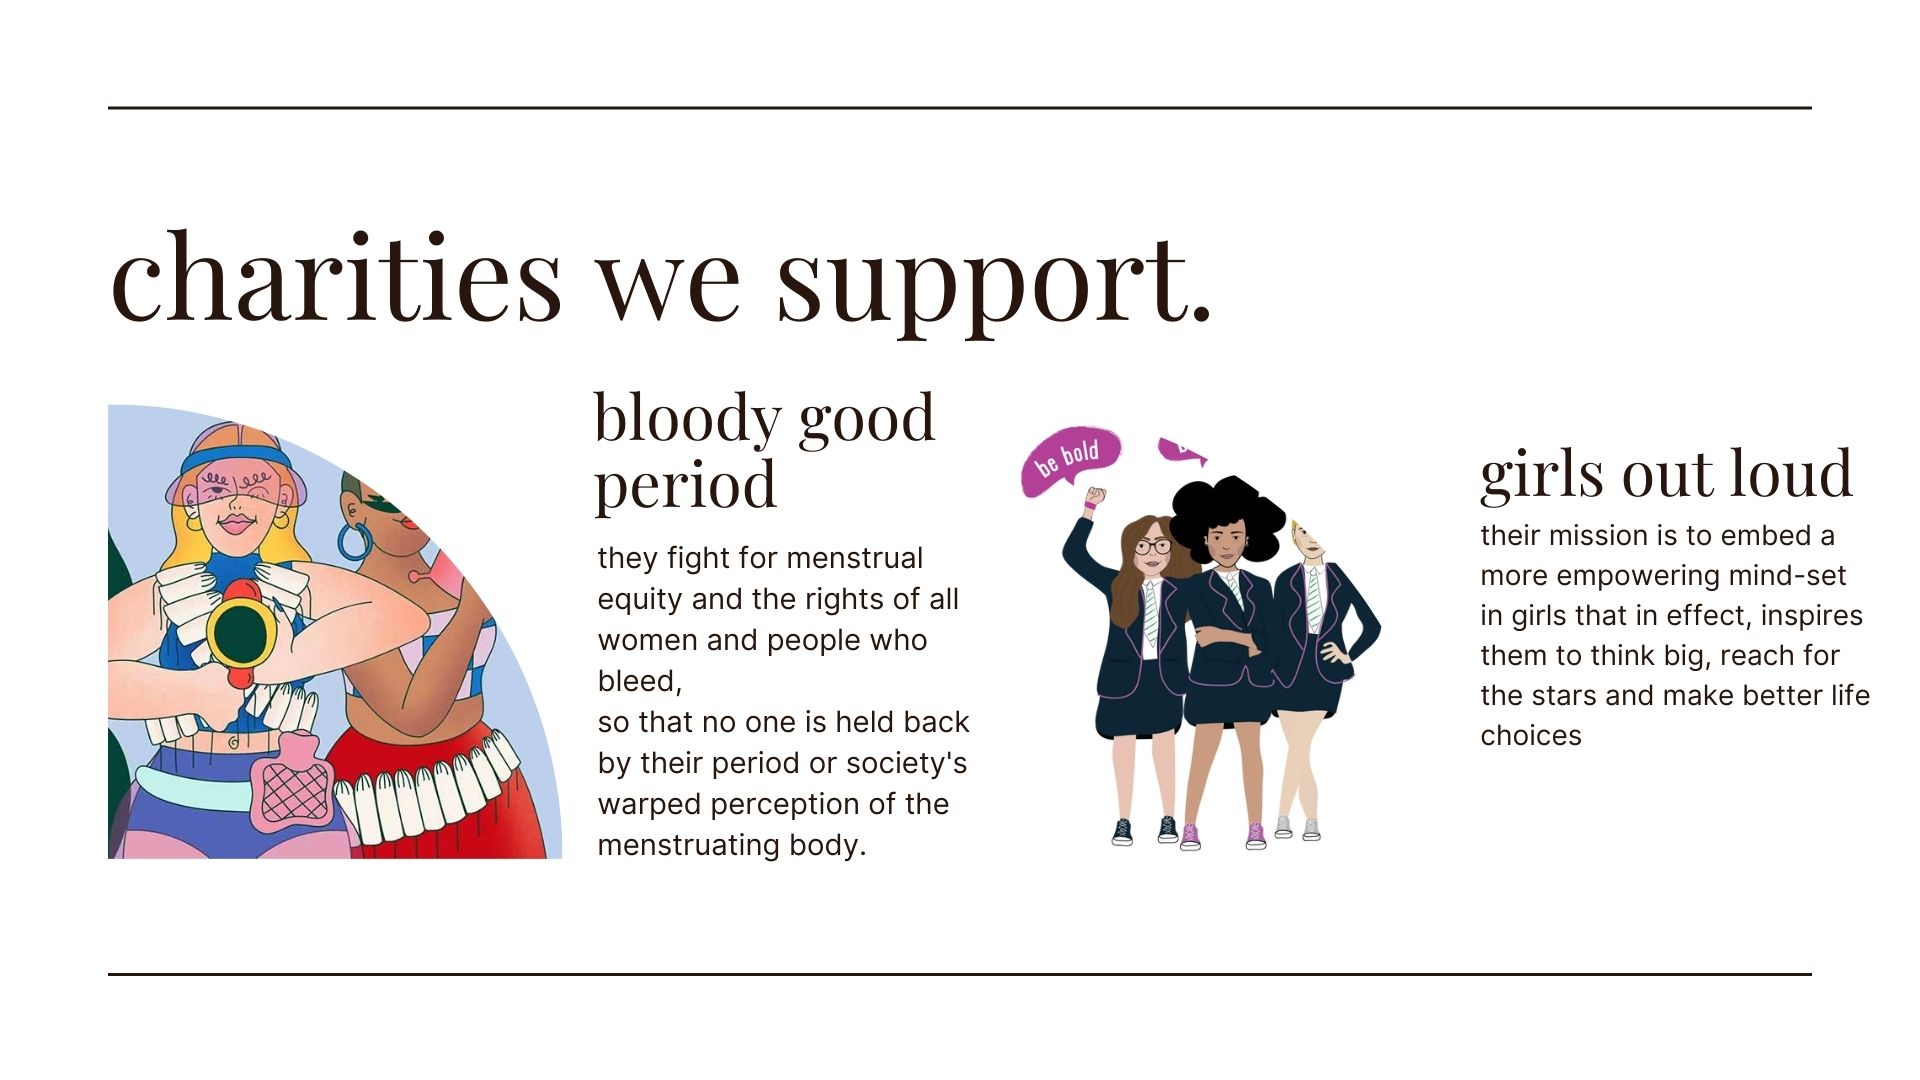 charities we support.
bloody good
period
they fight for menstrual
equity and the rights of all
women and people who
bleed,
so that no one is held back
by their period or society's
warped perception of the
menstruating body.
be bold
girls out loud
their mission is to embed a
more empowering mind-set
in girls that in effect, inspires
them to think big, reach for
the stars and make better life
choices